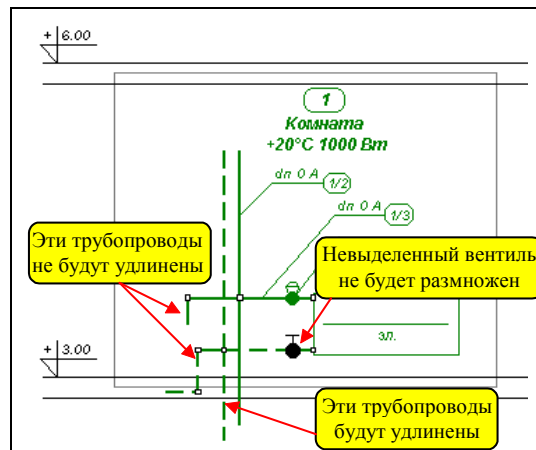 + 6.00
1
Комната
+20°C 1000 Вт
dn 0 A 1/2
dn 0 A 1/3
Эти трубопроводы
не будут удлинены
Невыделенный вентиль
не будет размножен
эл.
+ 3.00
Эти трубопроводы
будут удлинены